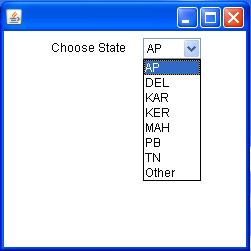 Choose State AP
AP
DEL
KAR
KER
MAH
PB
TN
Other